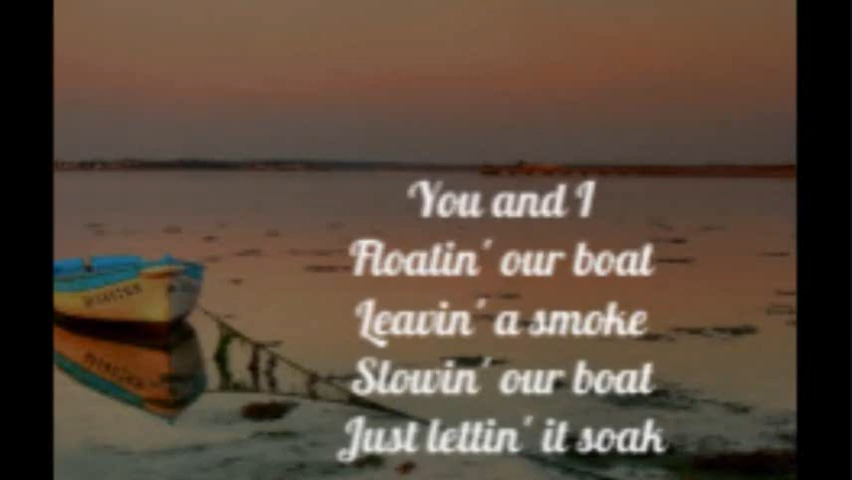 You and I
Floatin' our boat
Leavin' a smoke
Slowin' our boat
Just lettin' it soak